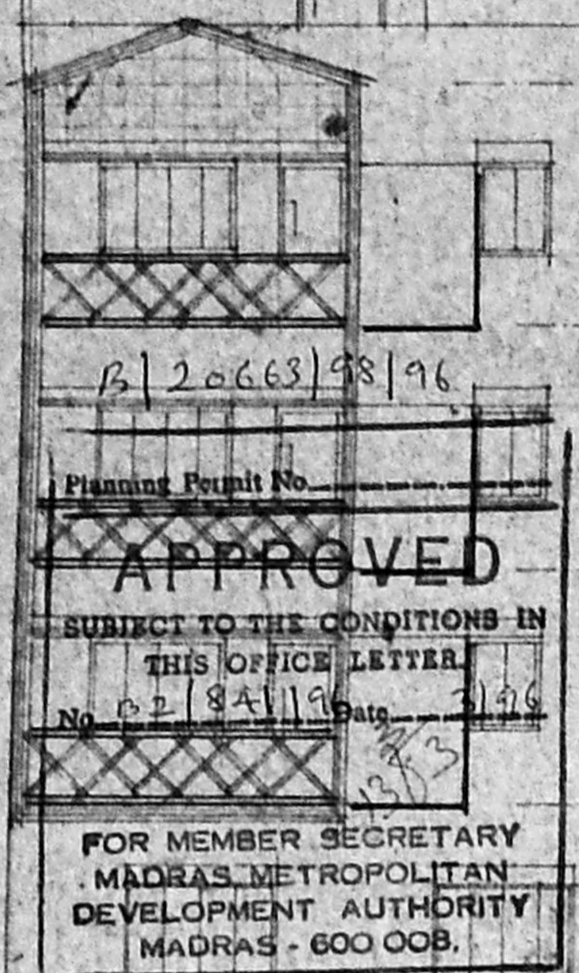 B/20663/98/96
Planning Permit No
APPROVED
SUBJECT TO THE CONDITIONS IN
THIS OFFICE LETTER
No B2/841/96 Date 3/96
FOR MEMBER SECRETARY
MADRAS METROPOLITAN
DEVELOPMENT AUTHORITY
MADRAS - 600 008.